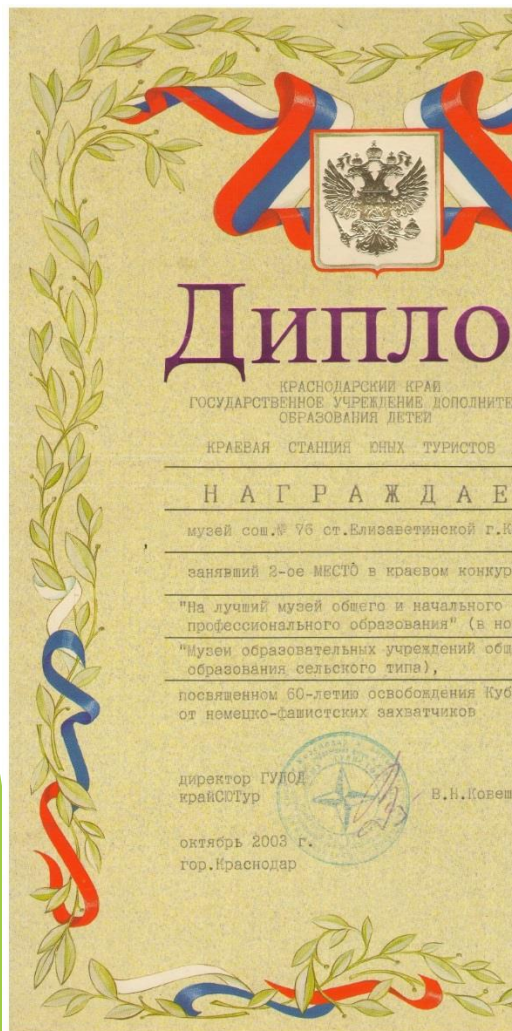 Дипло
КРАСНОДАРСКИЙ КРАЙ
ГОСУДАРСТВЕННОЕ УЧРЕЖДЕНИЕ ДОПОЛНИТЕ
ОБРАЗОВАНИЯ ДЕТЕЙ
КРАЕВАЯ СТАНЦИЯ ЮНЫХ ТУРИСТОВ
НАГРАЖДАЕ
музей сош.№ 76 ст.Елизаветинской г.К
занявший 2-ое МЕСТО в краевом конкур
"На лучший музей общего и начального
профессионального образования" (в но
"Музеи образовательных учреждений общ
образования сельского типа),
посвященном 60-летию освобождения Куб
от немецко-фашистских захватчиков
директор ГУДОД
крайСЮТур В.Н.Ковеш
октябрь 2003 г.
гор.Краснодар